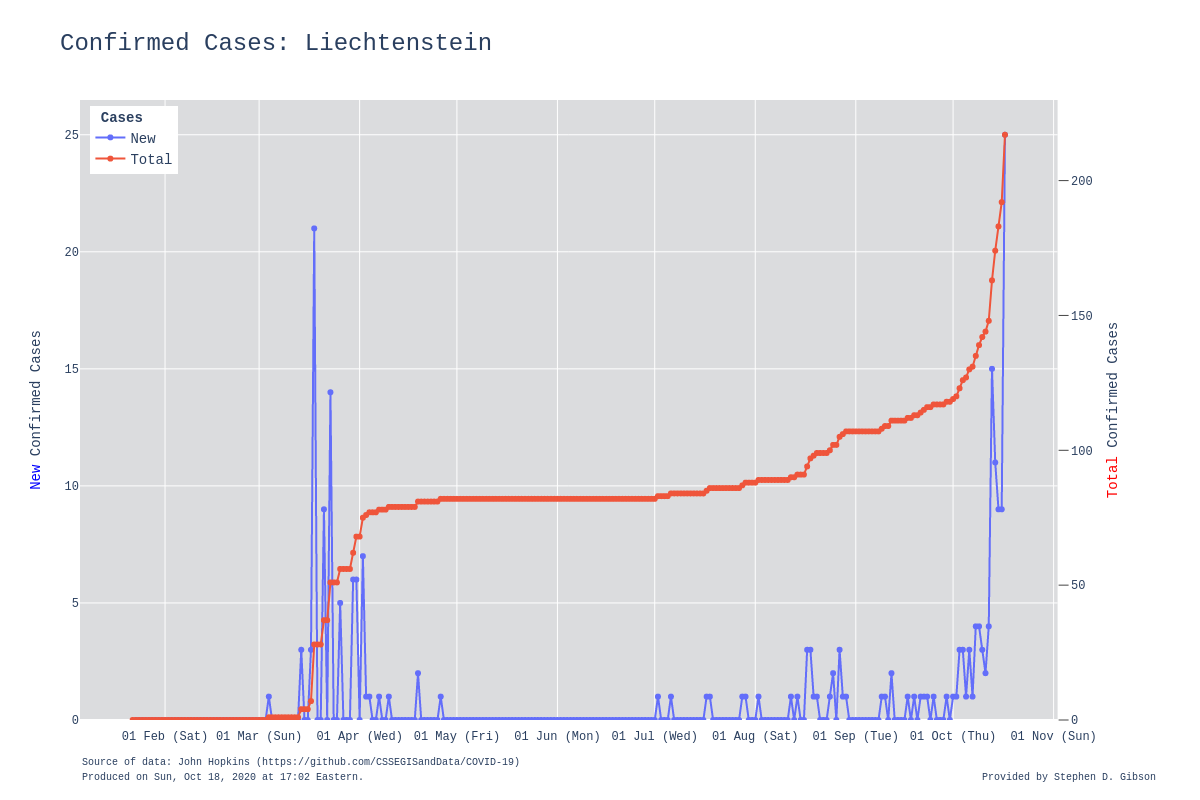 Confirmed Cases: Liechtenstein
Cases
New
Total
25
20
15
10
5
0
200
150
100
50
0
New Confirmed Cases
Total Confirmed Cases
01 Feb (Sat) 01 Mar (Sun) 01 Apr (Wed) 01 May (Fri) 01 Jun (Mon) 01 Jul (Wed) 01 Aug (Sat) 01 Sep (Tue) 01 Oct (Thu) 01 Nov (Sun)
Source of data: John Hopkins (https://github.com/CSSEGISandData/COVID-19)
Produced on Sun, Oct 18, 2020 at 17:02 Eastern.
Provided by Stephen D. Gibson